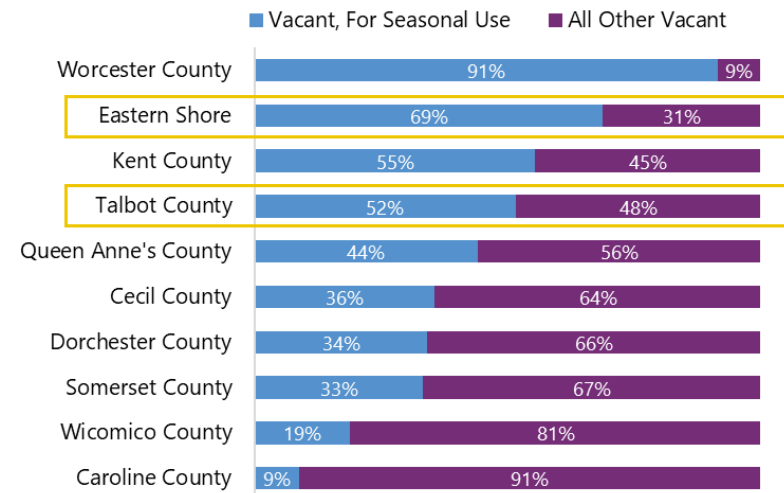 Vacant, For Seasonal Use All Other Vacant
Worcester County 91% 9%
Eastern Shore 69% 31%
Kent County 55% 45%
Talbot County 52% 48%
Queen Anne's County 44% 56%
Cecil County 36% 64%
Dorchester County 34% 66%
Somerset County 33% 67%
Wicomico County 19% 81%
Caroline County 9% 91%